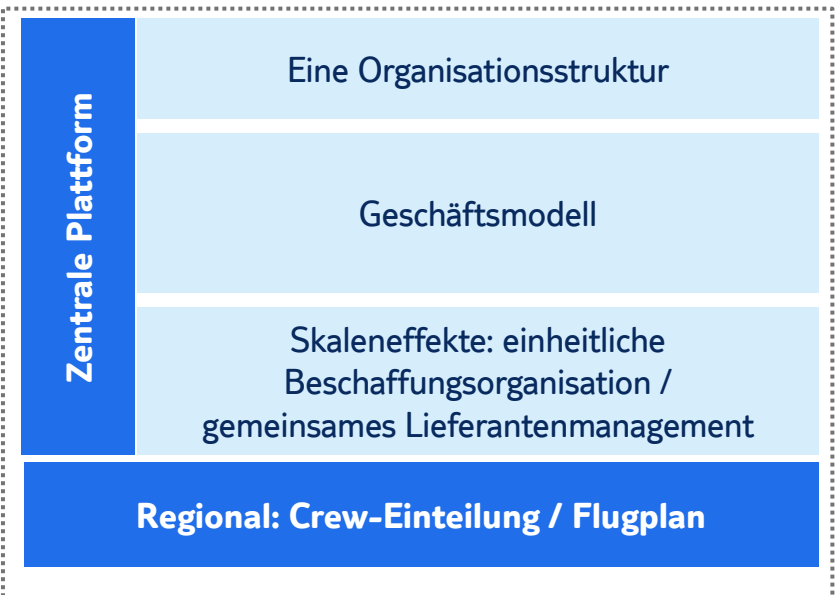 Zentrale Plattform
Eine Organisationsstruktur
Geschäftsmodell
Skaleneffekte: einheitliche
Beschaffungsorganisation /
gemeinsames Lieferantenmanagement
Regional: Crew-Einteilung / Flugplan